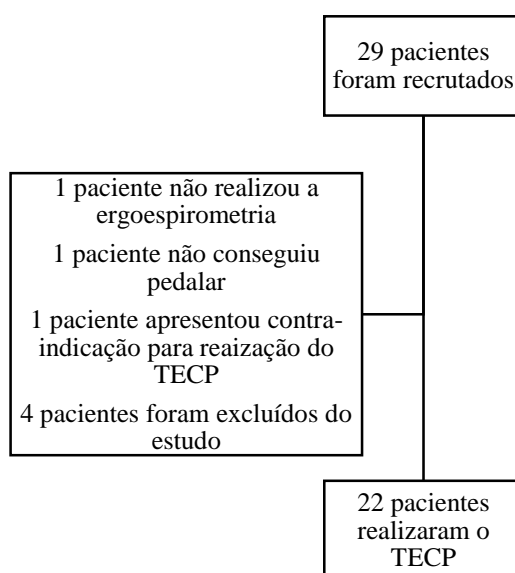 29 pacientes
foram recrutados
1 paciente não realizou a
ergoespirometria
1 paciente não conseguiu
pedalar
1 paciente apresentou contra-
indicação para reaização do
TECP
4 pacientes foram excluídos do
estudo
22 pacientes
realizaram o
TECP